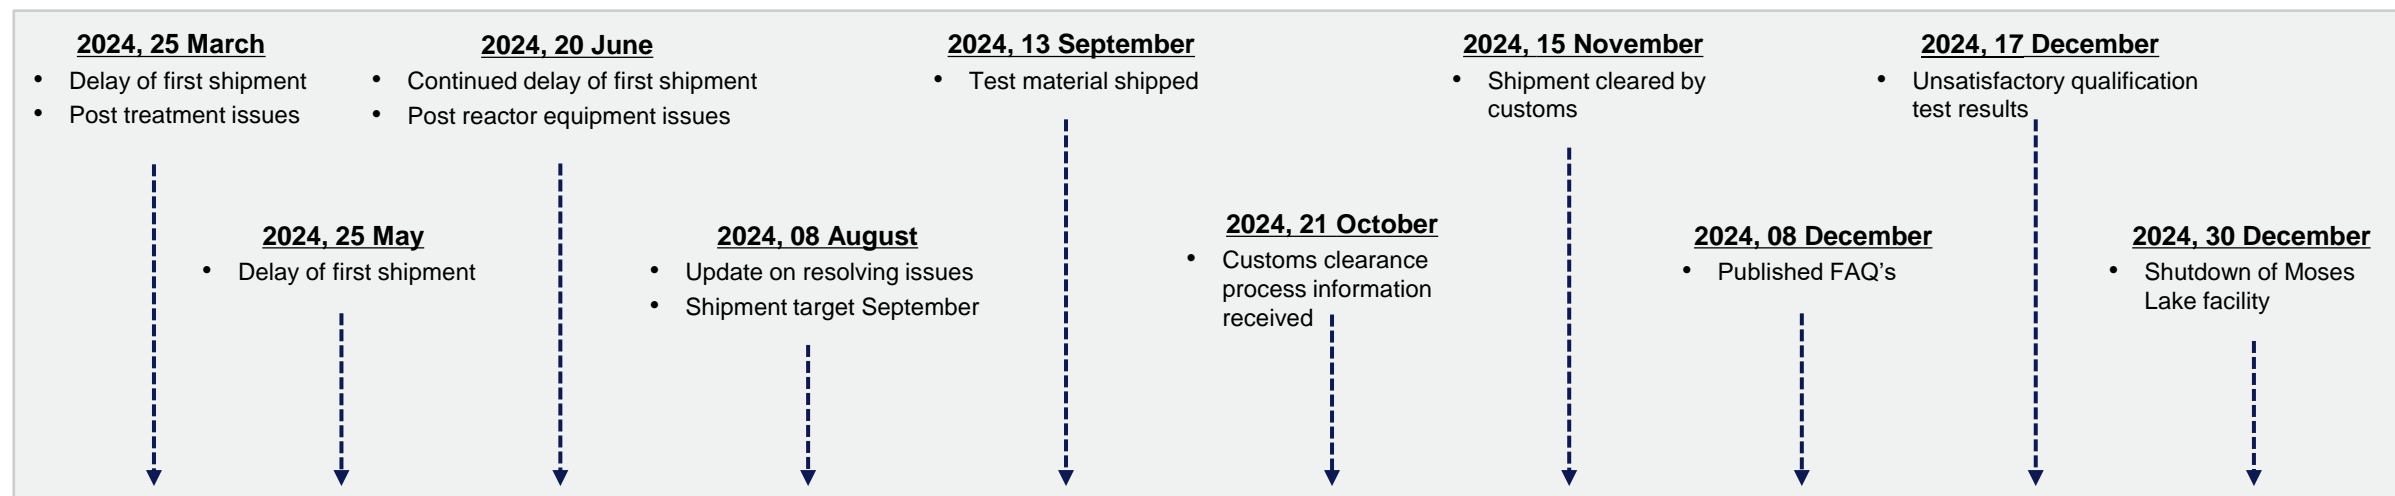 2024, 25 March
• Delay of first shipment
• Post treatment issues
2024, 25 May
• Delay of first shipment
2024, 20 June
• Continued delay of first shipment
• Post reactor equipment issues
2024, 08 August
• Update on resolving issues
• Shipment target September
2024, 13 September
• Test material shipped
2024, 21 October
• Customs clearance
process information
received
2024, 15 November
• Shipment cleared by
customs
2024, 08 December
• Published FAQ’s
2024, 17 December
• Unsatisfactory qualification
test results
2024, 30 December
• Shutdown of Moses
Lake facility